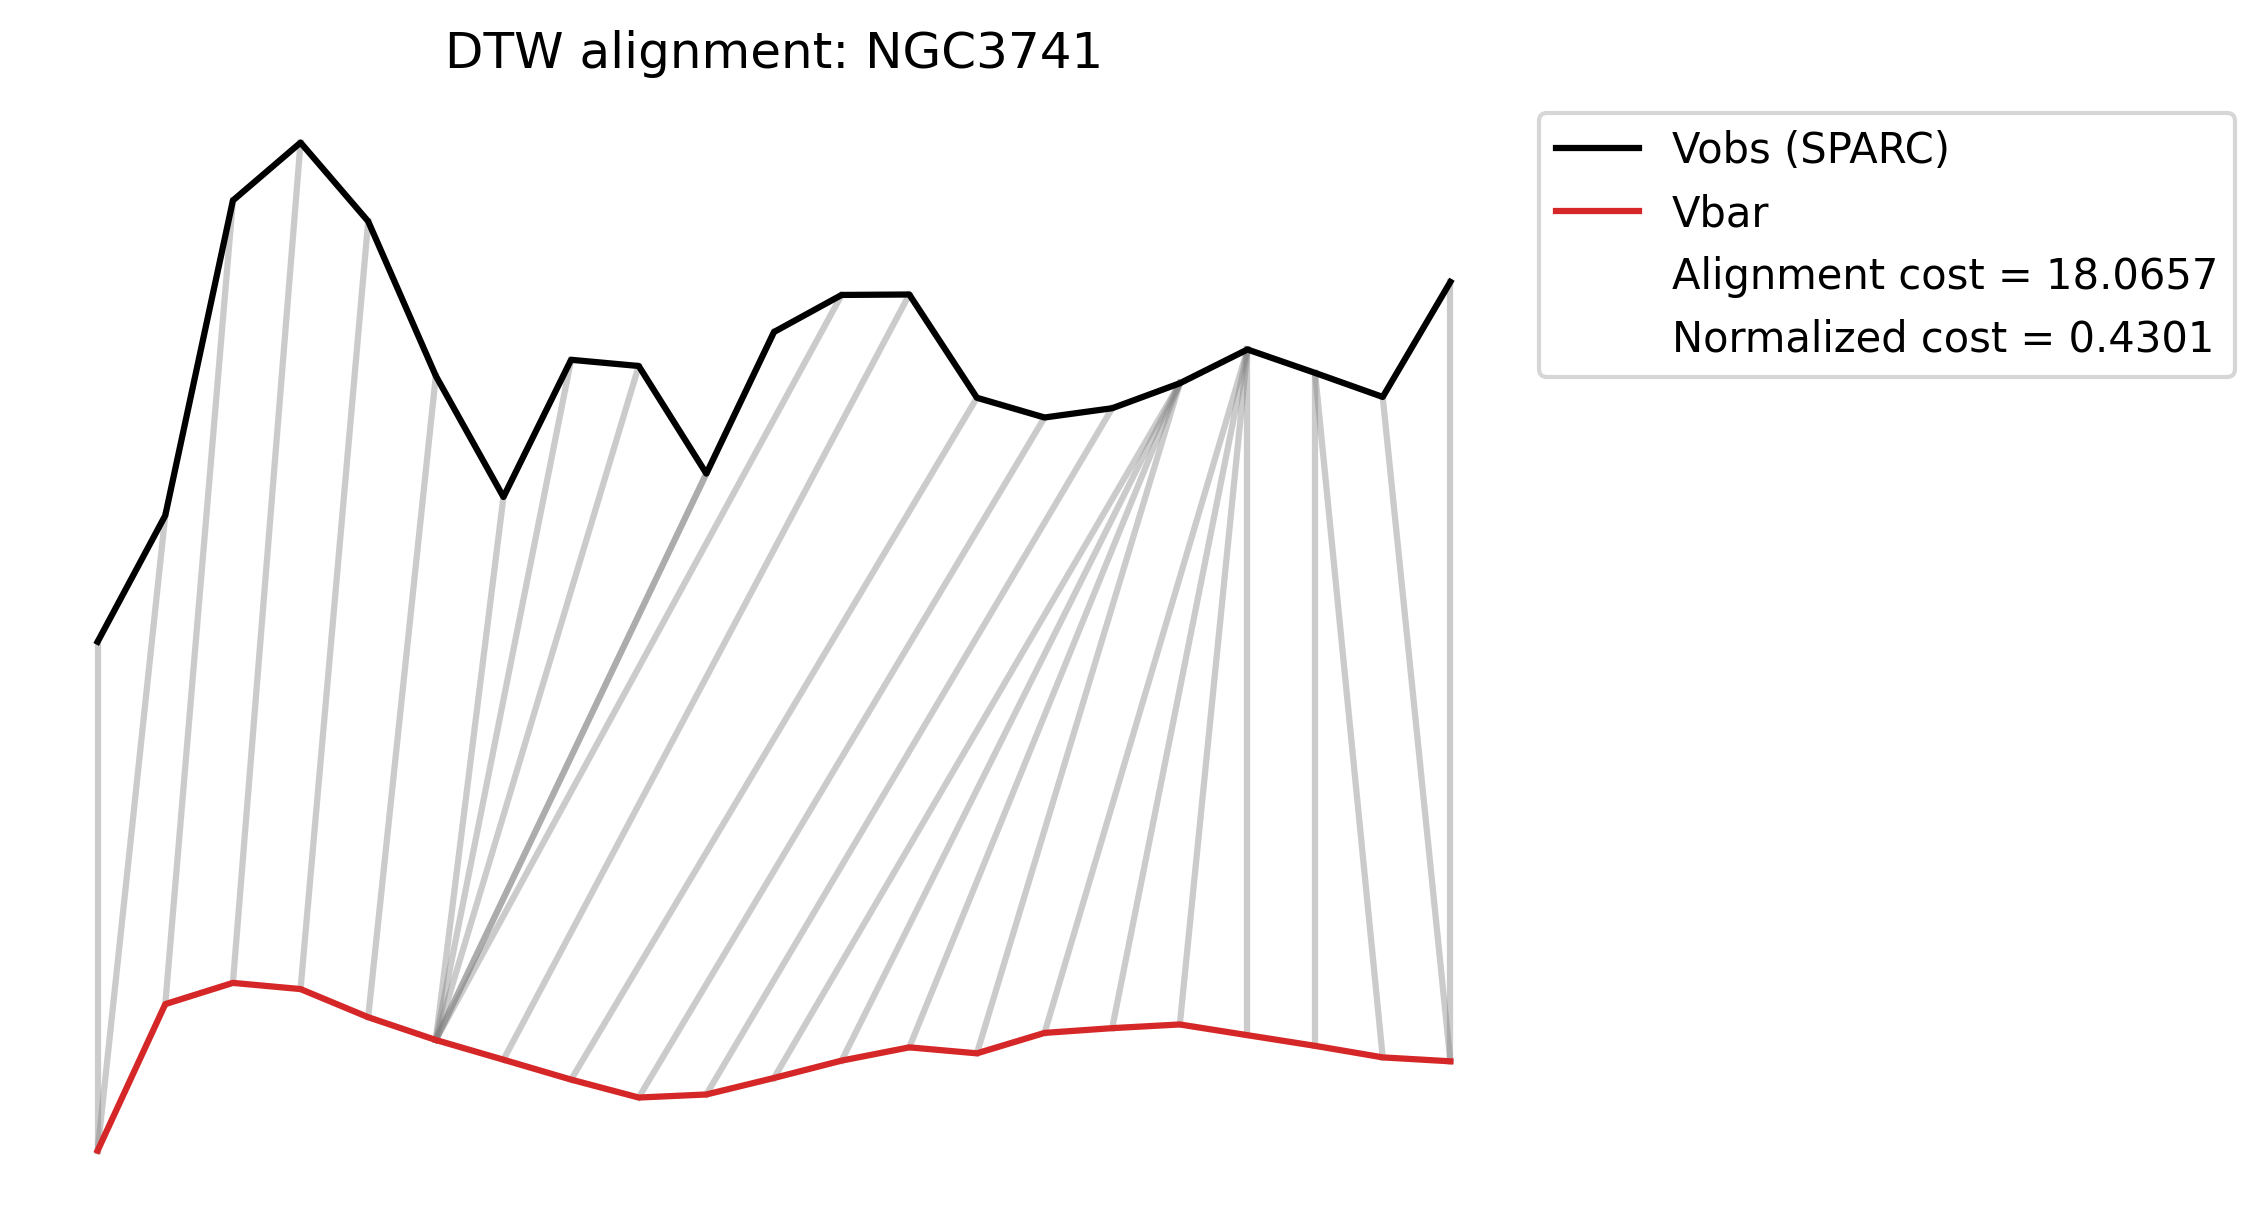 DTW alignment: NGC3741
Vobs (SPARC)
Vbar
Alignment cost = 18.0657
Normalized cost = 0.4301